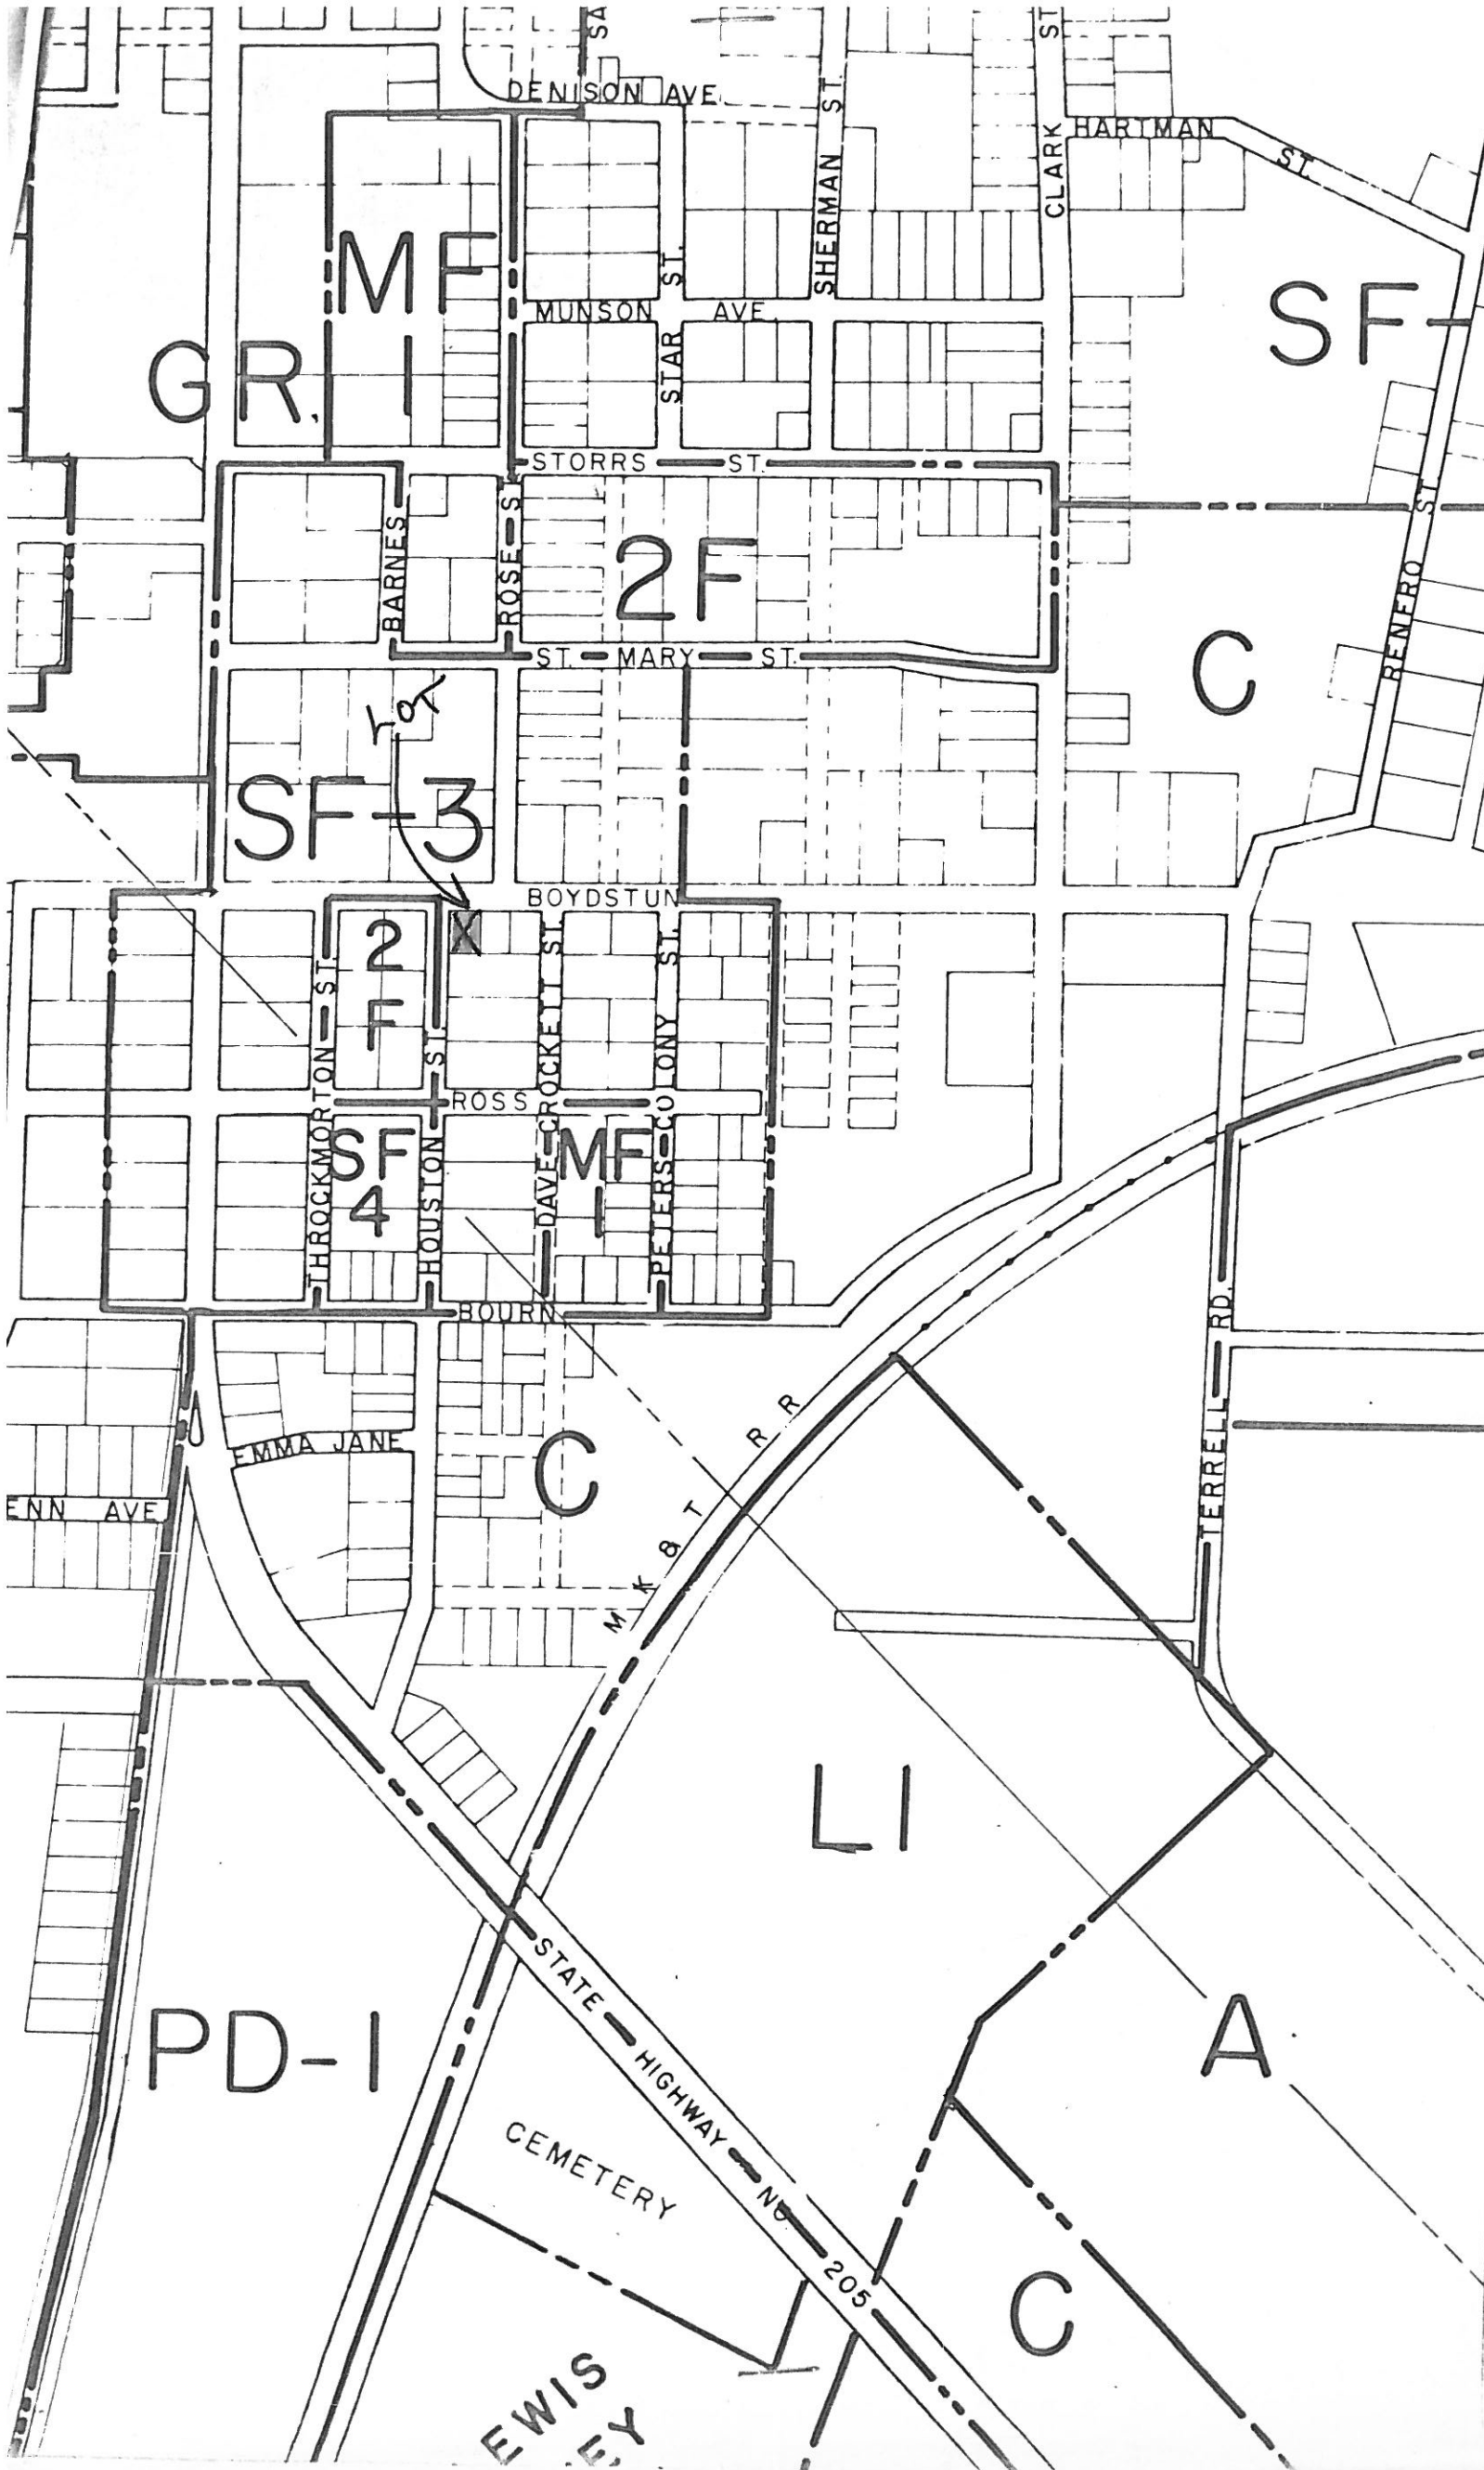 SA
ST
DENISON AVE.
HARTMAN
ST.
SHERMAN ST.
CLARK
MF
1
GR.
ST.
STAR
MUNSON AVE.
SF-
STORRS ST.
BARNES
ROSE S
2F
ST. MARY ST.
RENFRO ST.
C
SF-3
BOYDSTUN
X
2
F
THROCKMORTON ST.
HOUSTON ST.
DAVE CROCKETT ST.
PETERS COLONY ST.
ROSS
SF
4
MF
1
BOURN
EMMA JANE
ENN AVE
C
M K & T R R
TERRELL RD.
LI
PD-1
A
STATE HIGHWAY NO 205
CEMETERY
C
EWIS
EY